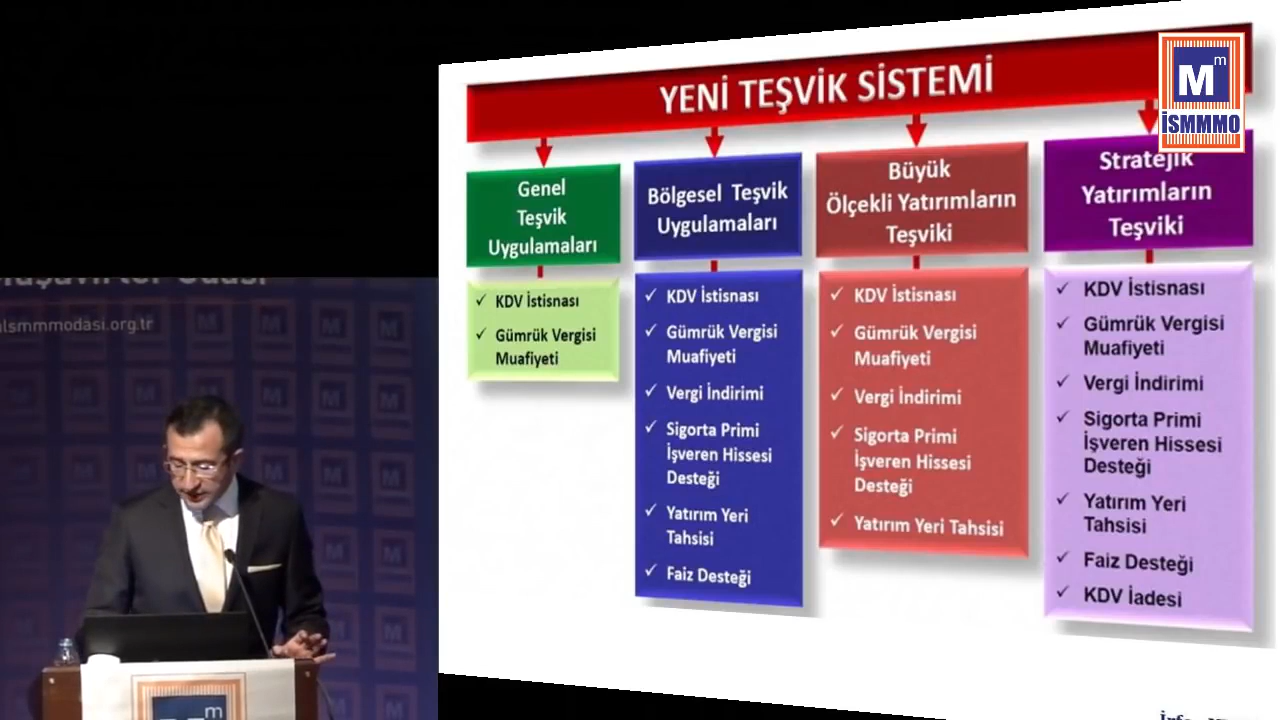 YENİ TEŞVİK SİSTEMİ
M m
İSMMMO
Genel
Teşvik
Uygulamaları
KDV İstisnası
Gümrük Vergisi
Muafiyeti
Bölgesel Teşvik
Uygulamaları
KDV İstisnası
Gümrük Vergisi
Muafiyeti
Vergi İndirimi
Sigorta Primi
İşveren Hissesi
Desteği
Yatırım Yeri
Tahsisi
Faiz Desteği
Büyük
Ölçekli Yatırımların
Teşviki
KDV İstisnası
Gümrük Vergisi
Muafiyeti
Vergi İndirimi
Sigorta Primi
İşveren Hissesi
Desteği
Yatırım Yeri Tahsisi
Stratejik
Yatırımların
Teşviki
KDV İstisnası
Gümrük Vergisi
Muafiyeti
Vergi İndirimi
Sigorta Primi
İşveren Hissesi
Desteği
Yatırım Yeri
Tahsisi
Faiz Desteği
KDV İadesi